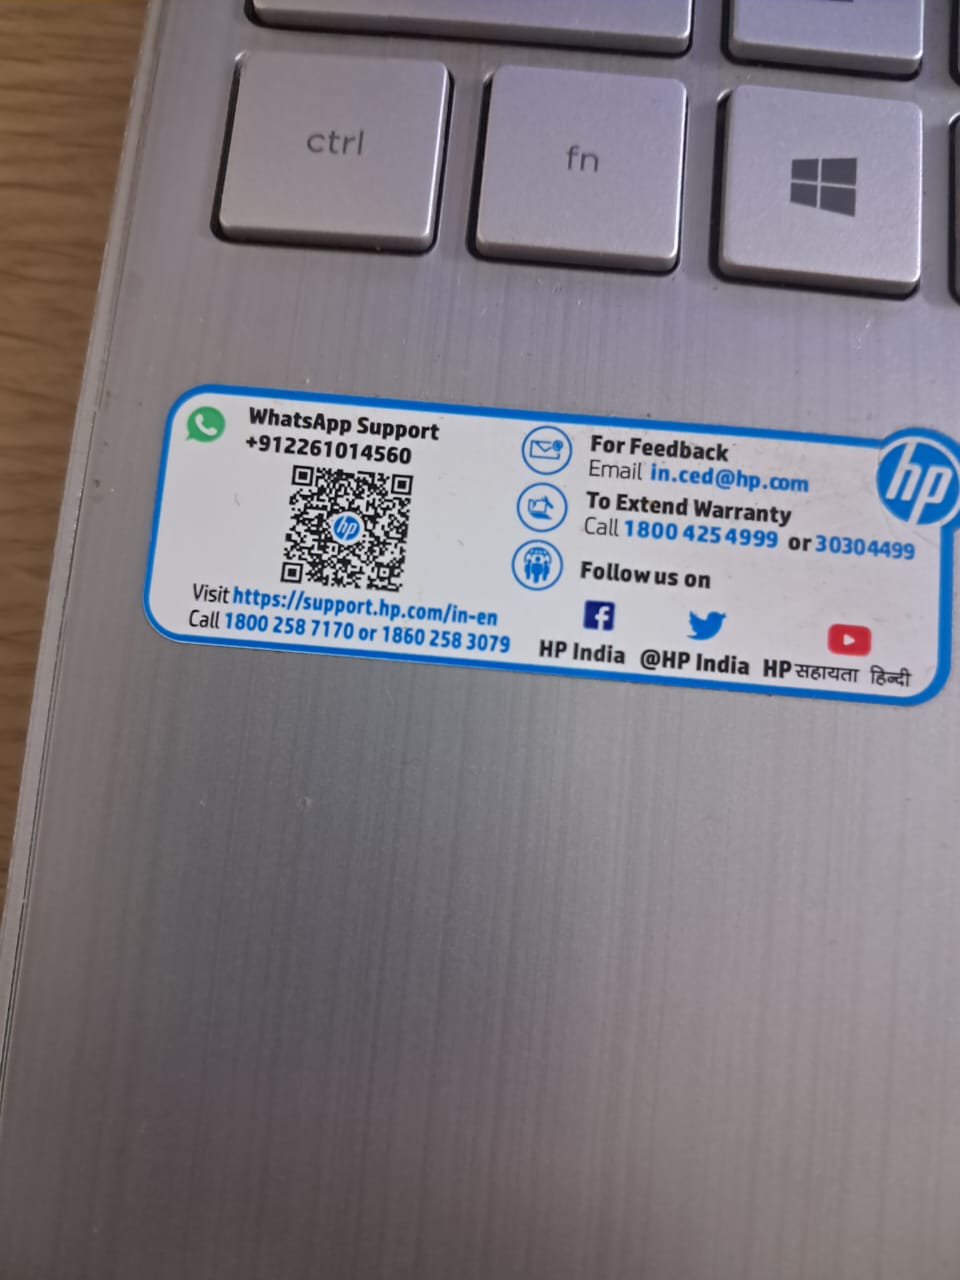 ctrl
fn
WhatsApp Support
+912261014560
hp
Visit https://support.hp.com/in-en
Call 1800 258 7170 or 1860 258 3079
For Feedback
Email in.ced@hp.com
To Extend Warranty
Call 1800 425 4999 or 30304499
Follow us on
HP India @HP India HP सहायता हिन्दी
hp